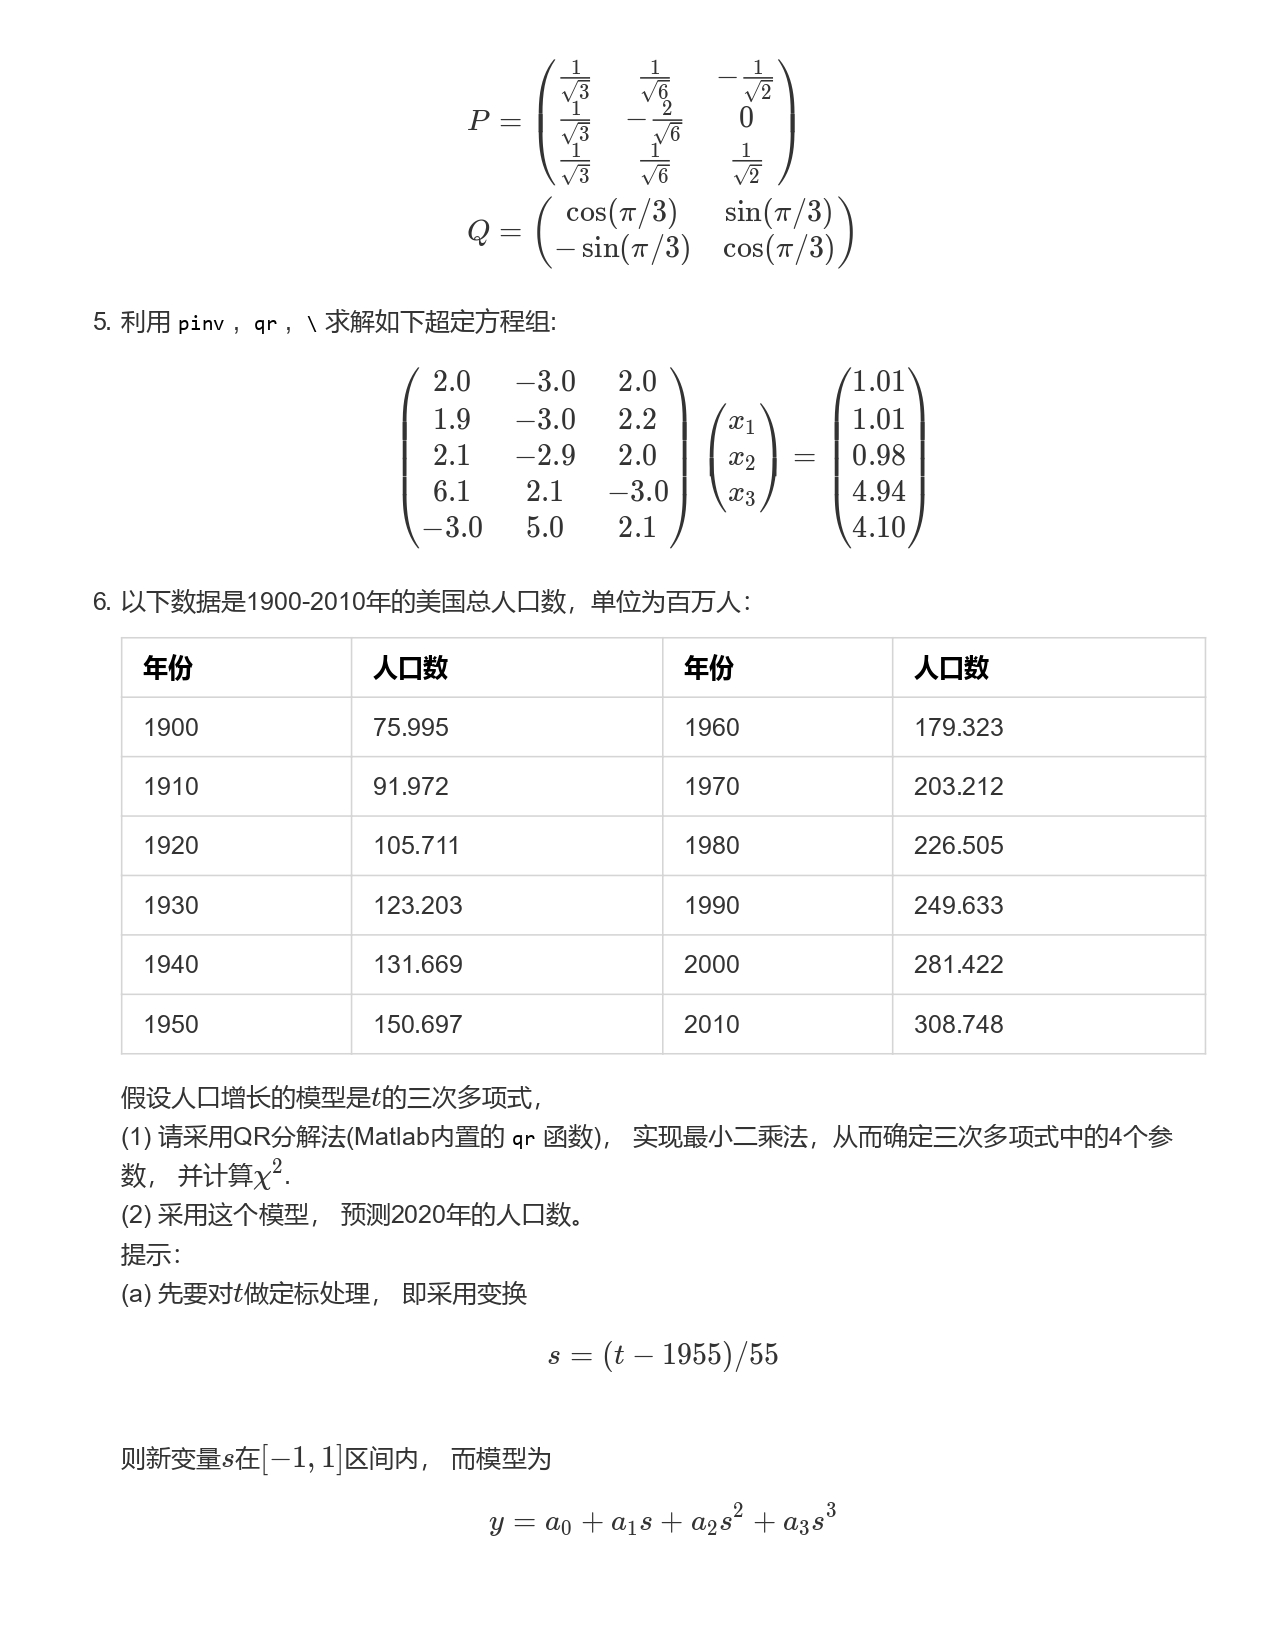 P = \begin{pmatrix} \frac{1}{\sqrt{3}} & \frac{1}{\sqrt{6}} & -\frac{1}{\sqrt{2}} \\ \frac{1}{\sqrt{3}} & -\frac{2}{\sqrt{6}} & 0 \\ \frac{1}{\sqrt{3}} & \frac{1}{\sqrt{6}} & \frac{1}{\sqrt{2}} \end{pmatrix}
Q = \begin{pmatrix} \cos(\pi/3) & \sin(\pi/3) \\ -\sin(\pi/3) & \cos(\pi/3) \end{pmatrix}
5. 利用 pinv ，qr ，\ 求解如下超定方程组:
\begin{pmatrix} 2.0 & -3.0 & 2.0 \\ 1.9 & -3.0 & 2.2 \\ 2.1 & -2.9 & 2.0 \\ 6.1 & 2.1 & -3.0 \\ -3.0 & 5.0 & 2.1 \end{pmatrix} \begin{pmatrix} x_1 \\ x_2 \\ x_3 \end{pmatrix} = \begin{pmatrix} 1.01 \\ 1.01 \\ 0.98 \\ 4.94 \\ 4.10 \end{pmatrix}
6. 以下数据是1900-2010年的美国总人口数，单位为百万人：
年份 人口数 年份 人口数
1900 75.995 1960 179.323
1910 91.972 1970 203.212
1920 105.711 1980 226.505
1930 123.203 1990 249.633
1940 131.669 2000 281.422
1950 150.697 2010 308.748
假设人口增长的模型是t的三次多项式，
(1) 请采用QR分解法(Matlab内置的 qr 函数)， 实现最小二乘法，从而确定三次多项式中的4个参
数， 并计算χ².
(2) 采用这个模型， 预测2020年的人口数。
提示：
(a) 先要对t做定标处理， 即采用变换
s = (t − 1955)/55
则新变量s在[−1, 1]区间内， 而模型为
y = a₀ + a₁s + a₂s² + a₃s³